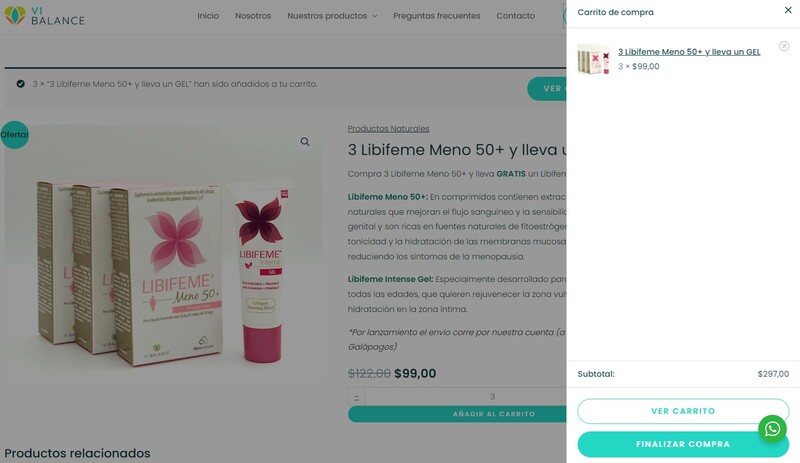 VI
BALANCE
Inicio Nosotros Nuestros productos Preguntas frecuentes Contacto
3 × “3 Libifeme Meno 50+ y lleva un GEL” han sido añadidos a tu carrito.
VER
¡Oferta!
Productos Naturales
3 Libifeme Meno 50+ y lleva u
Compra 3 Libifeme Meno 50+ y lleva GRATIS un Libifem
Libifeme Meno 50+: En comprimidos contienen extrac
naturales que mejoran el flujo sanguíneo y la sensibilid
genital y son ricas en fuentes naturales de fitoestróge
tonicidad y la hidratación de las membranas mucosa
reduciendo los síntomas de la menopausia.
Libifeme Intense Gel: Especialmente desarrollado para
todas las edades, que quieren rejuvenecer la zona vulv
hidratación en la zona íntima.
*Por lanzamiento el envío corre por nuestra cuenta (a
Galápagos)
$122,00 $99,00
- 3
AÑADIR AL CARRITO
LIBIFEME
Meno 50+
VI BALANCE
LIBIFEME
intense
GEL
Productos relacionados
Carrito de compra
3 Libifeme Meno 50+ y lleva un GEL
3 × $99,00
Subtotal: $297,00
VER CARRITO
FINALIZAR COMPRA